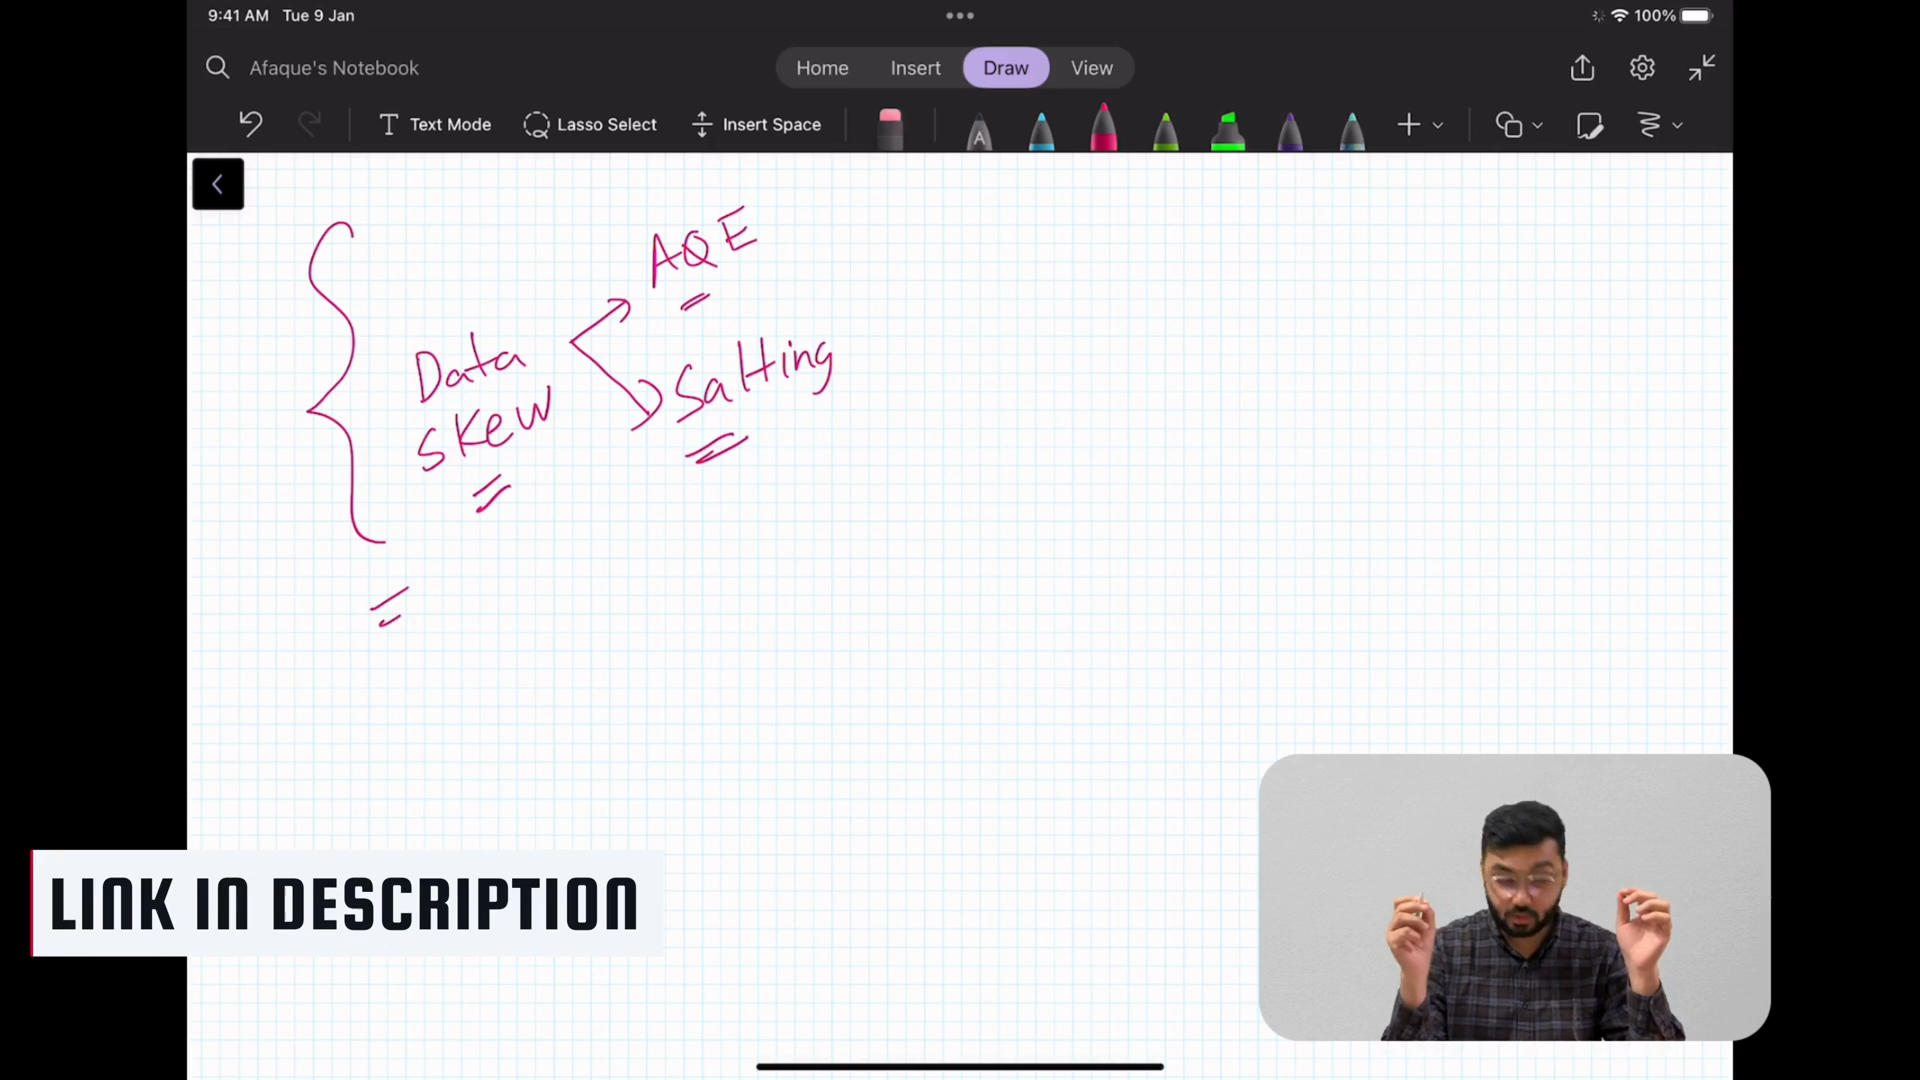 9:41 AM Tue 9 Jan
100%
Afaque's Notebook
Home Insert Draw View
Text Mode Lasso Select Insert Space
A
AQE
Data
skew
Salting
LINK IN DESCRIPTION